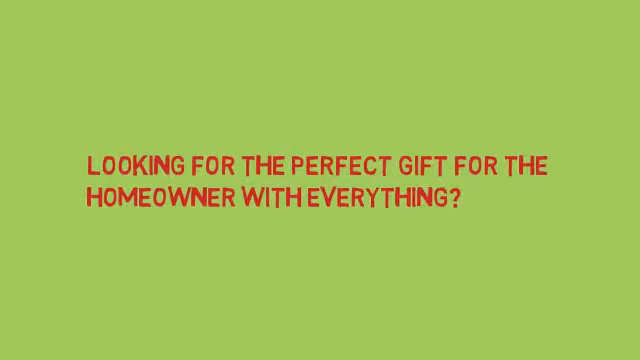 LOOKING FOR THE PERFECT GIFT FOR THE
HOMEOWNER WITH EVERYTHING?